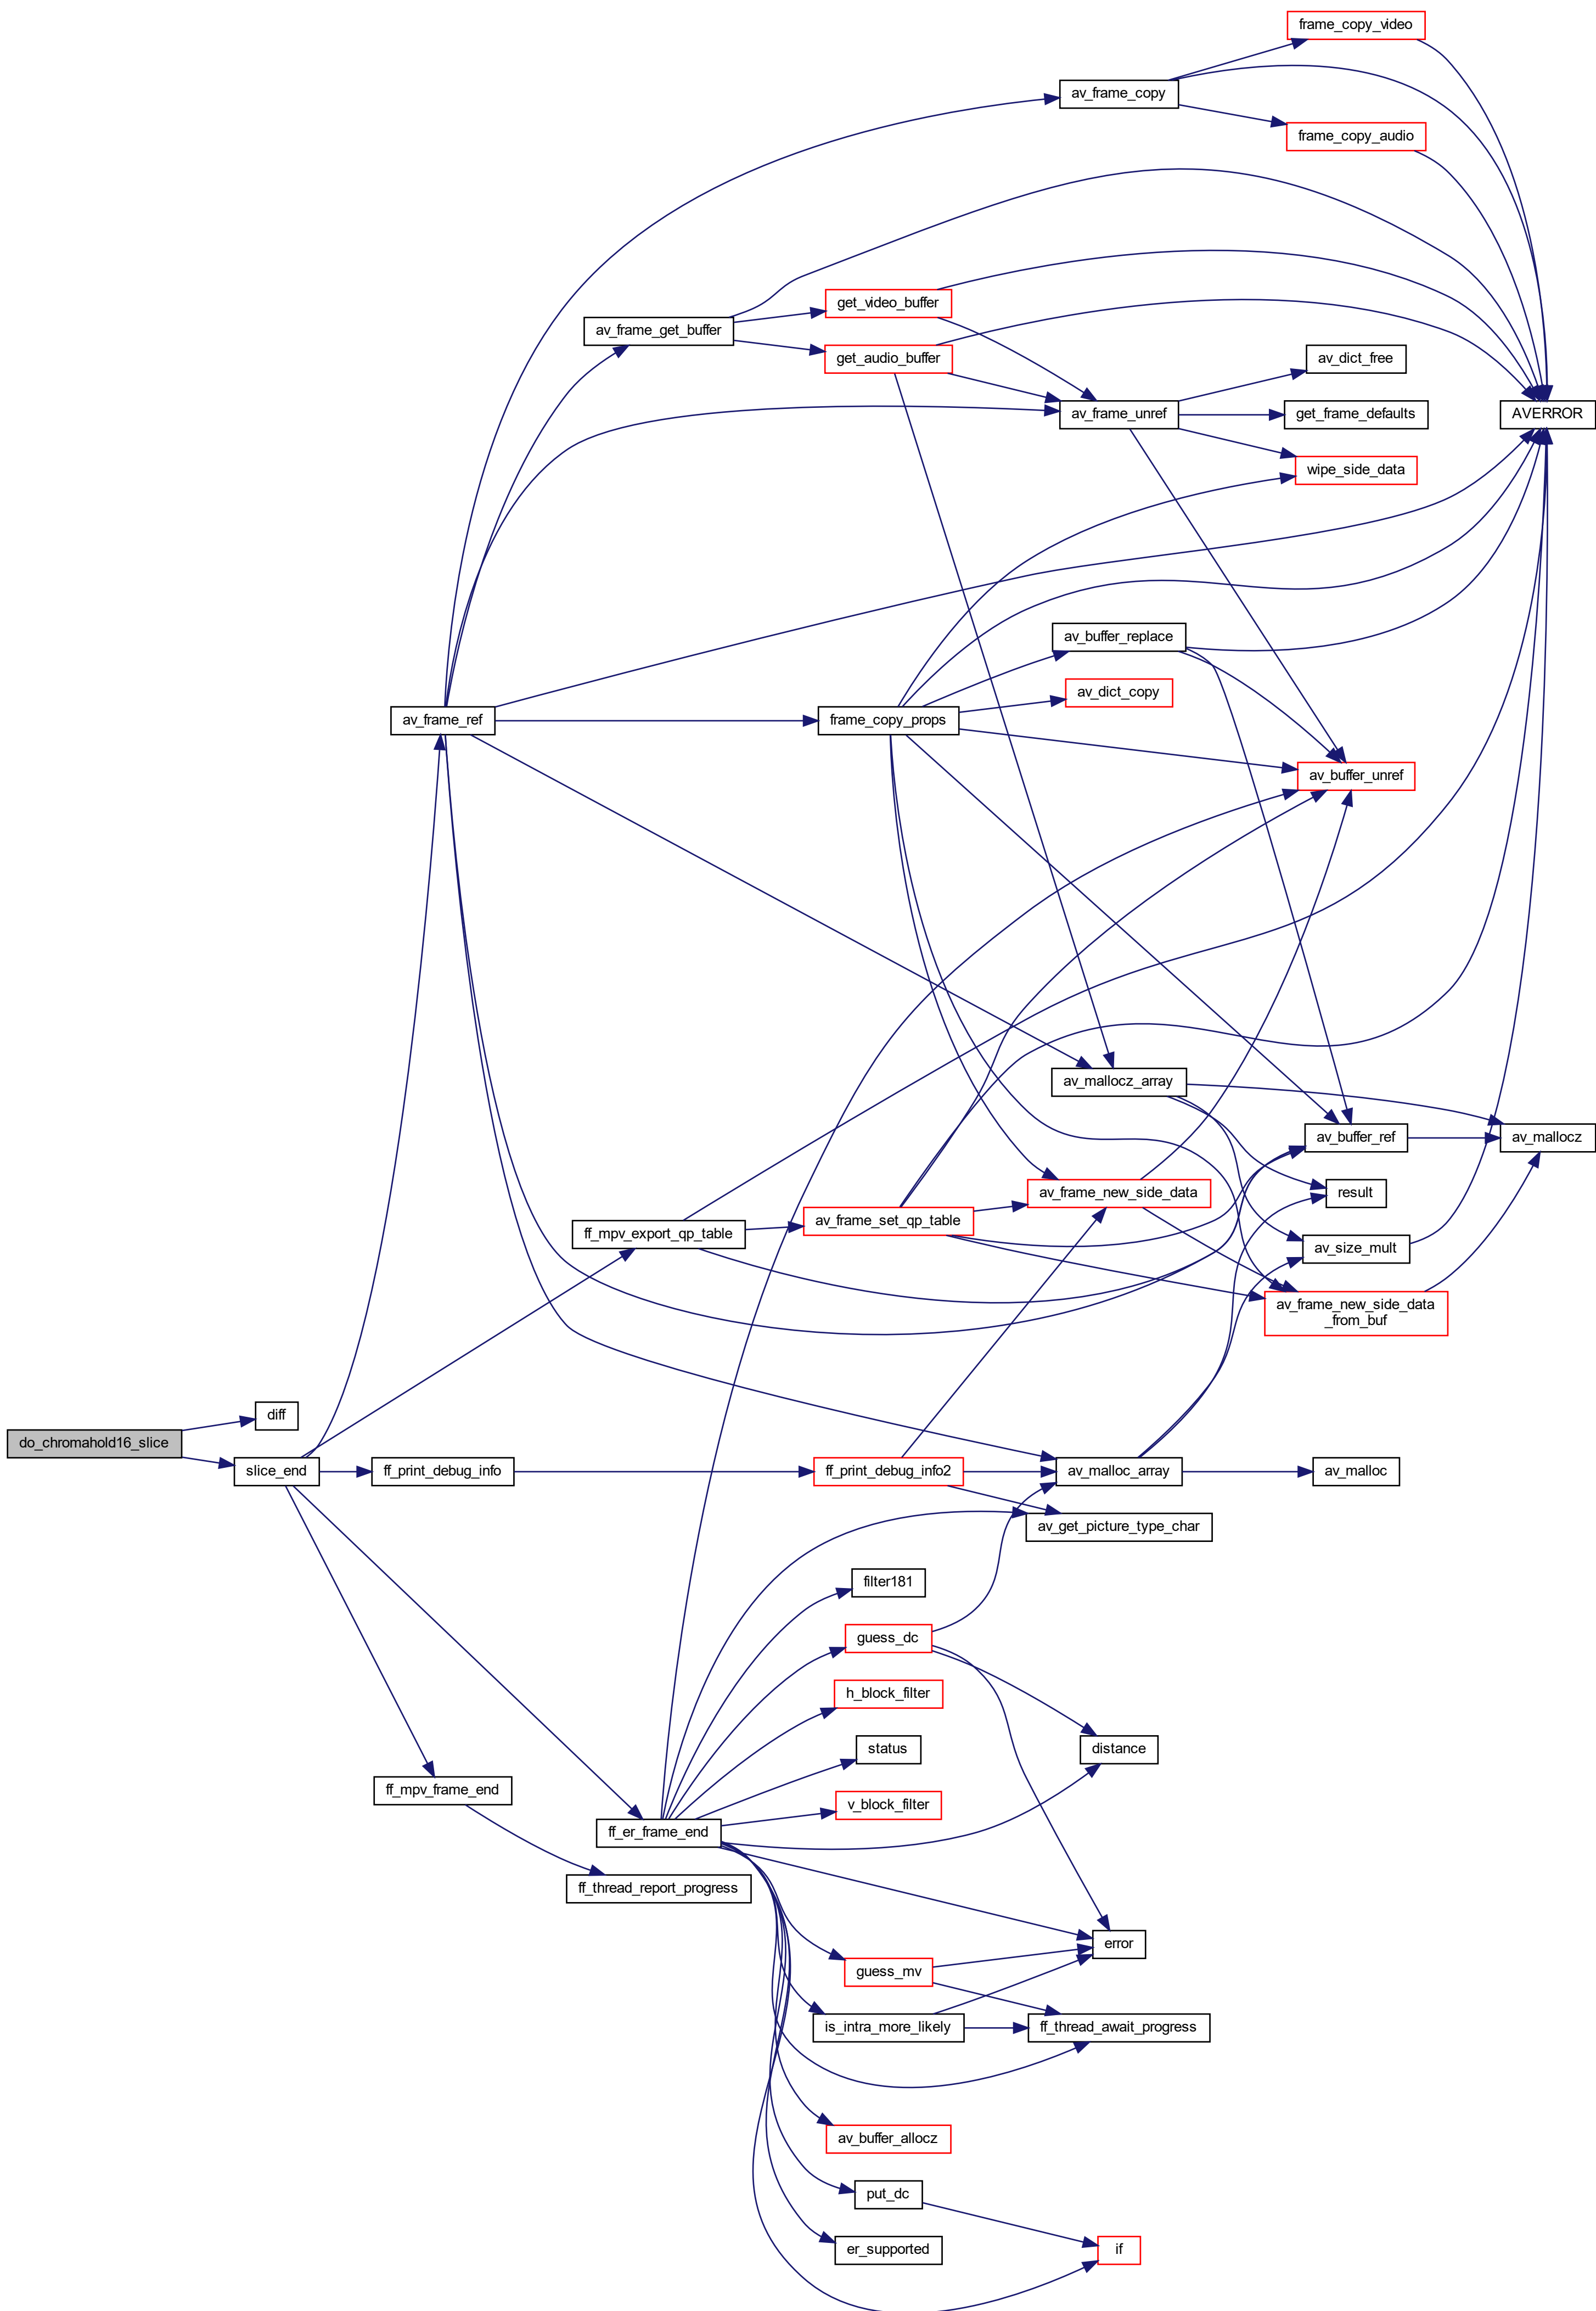 frame_copy_video
av_frame_copy
frame_copy_audio
get_video_buffer
av_frame_get_buffer
get_audio_buffer
av_dict_free
av_frame_unref
get_frame_defaults
AVERROR
wipe_side_data
av_buffer_replace
av_dict_copy
av_frame_ref
frame_copy_props
av_buffer_unref
av_mallocz_array
av_buffer_ref
av_mallocz
av_frame_new_side_data
result
av_frame_set_qp_table
ff_mpv_export_qp_table
av_size_mult
av_frame_new_side_data
_from_buf
diff
do_chromahold16_slice
slice_end
ff_print_debug_info
ff_print_debug_info2
av_malloc_array
av_malloc
av_get_picture_type_char
filter181
guess_dc
h_block_filter
status
distance
ff_mpv_frame_end
v_block_filter
ff_er_frame_end
ff_thread_report_progress
error
guess_mv
is_intra_more_likely
ff_thread_await_progress
av_buffer_allocz
put_dc
er_supported
if